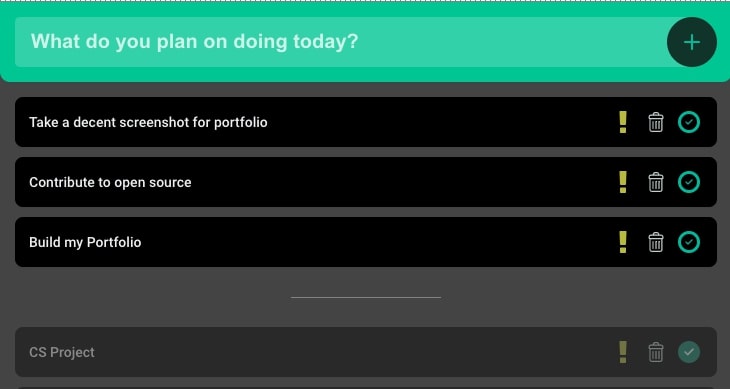 What do you plan on doing today?
Take a decent screenshot for portfolio
Contribute to open source
Build my Portfolio
CS Project